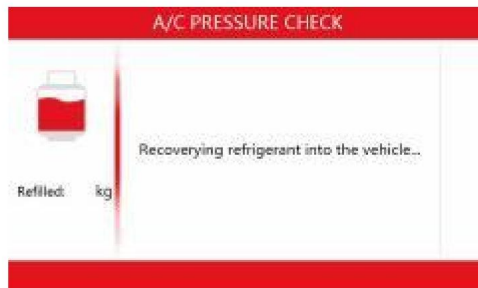 A/C PRESSURE CHECK
Recoverying refrigerant into the vehicle...
Refilled: kg